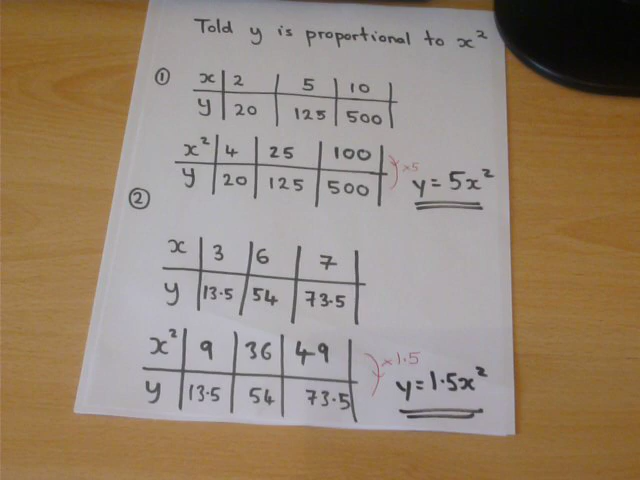 Told y is proportional to x²
① x 2 5 10
y 20 125 500
x² 4 25 100 ×5
y 20 125 500 y = 5x²
②
x 3 6 7
y 13·5 54 73·5
x² 9 36 49 ×1·5
y 13·5 54 73·5 y = 1·5x²